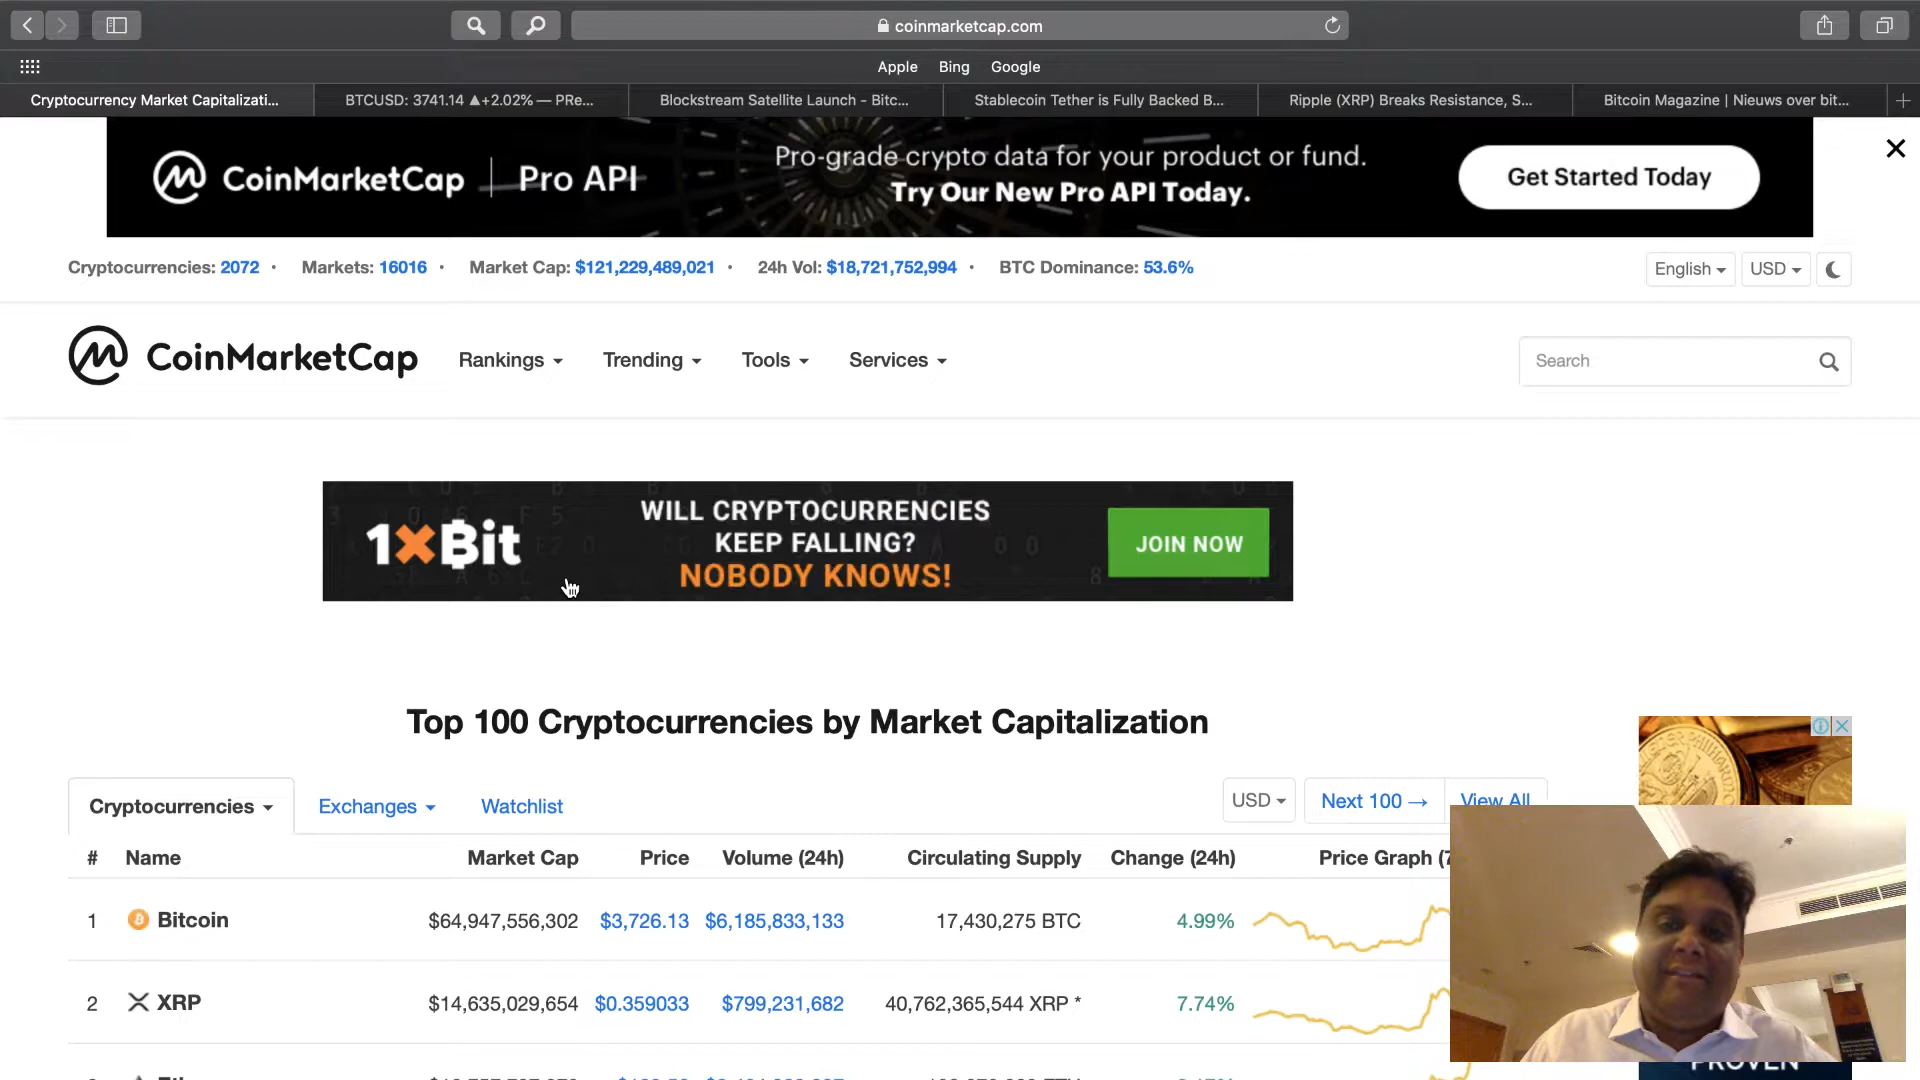 coinmarketcap.com
Apple Bing Google
Cryptocurrency Market Capitalizati...
BTCUSD: 3741.14 ▲+2.02% — PRe...
Blockstream Satellite Launch - Bitc...
Stablecoin Tether is Fully Backed B...
Ripple (XRP) Breaks Resistance, S...
Bitcoin Magazine | Nieuws over bit...
CoinMarketCap | Pro API
Pro-grade crypto data for your product or fund.
Try Our New Pro API Today.
Get Started Today
Cryptocurrencies: 2072 • Markets: 16016 • Market Cap: $121,229,489,021 • 24h Vol: $18,721,752,994 • BTC Dominance: 53.6%
English USD
CoinMarketCap Rankings Trending Tools Services
Search
1xBit
WILL CRYPTOCURRENCIES
KEEP FALLING?
NOBODY KNOWS!
JOIN NOW
Top 100 Cryptocurrencies by Market Capitalization
Cryptocurrencies Exchanges Watchlist USD Next 100 → View All
# Name Market Cap Price Volume (24h) Circulating Supply Change (24h) Price Graph (7
1 Bitcoin $64,947,556,302 $3,726.13 $6,185,833,133 17,430,275 BTC 4.99%
2 XRP $14,635,029,654 $0.359033 $799,231,682 40,762,365,544 XRP * 7.74%
PROVEN